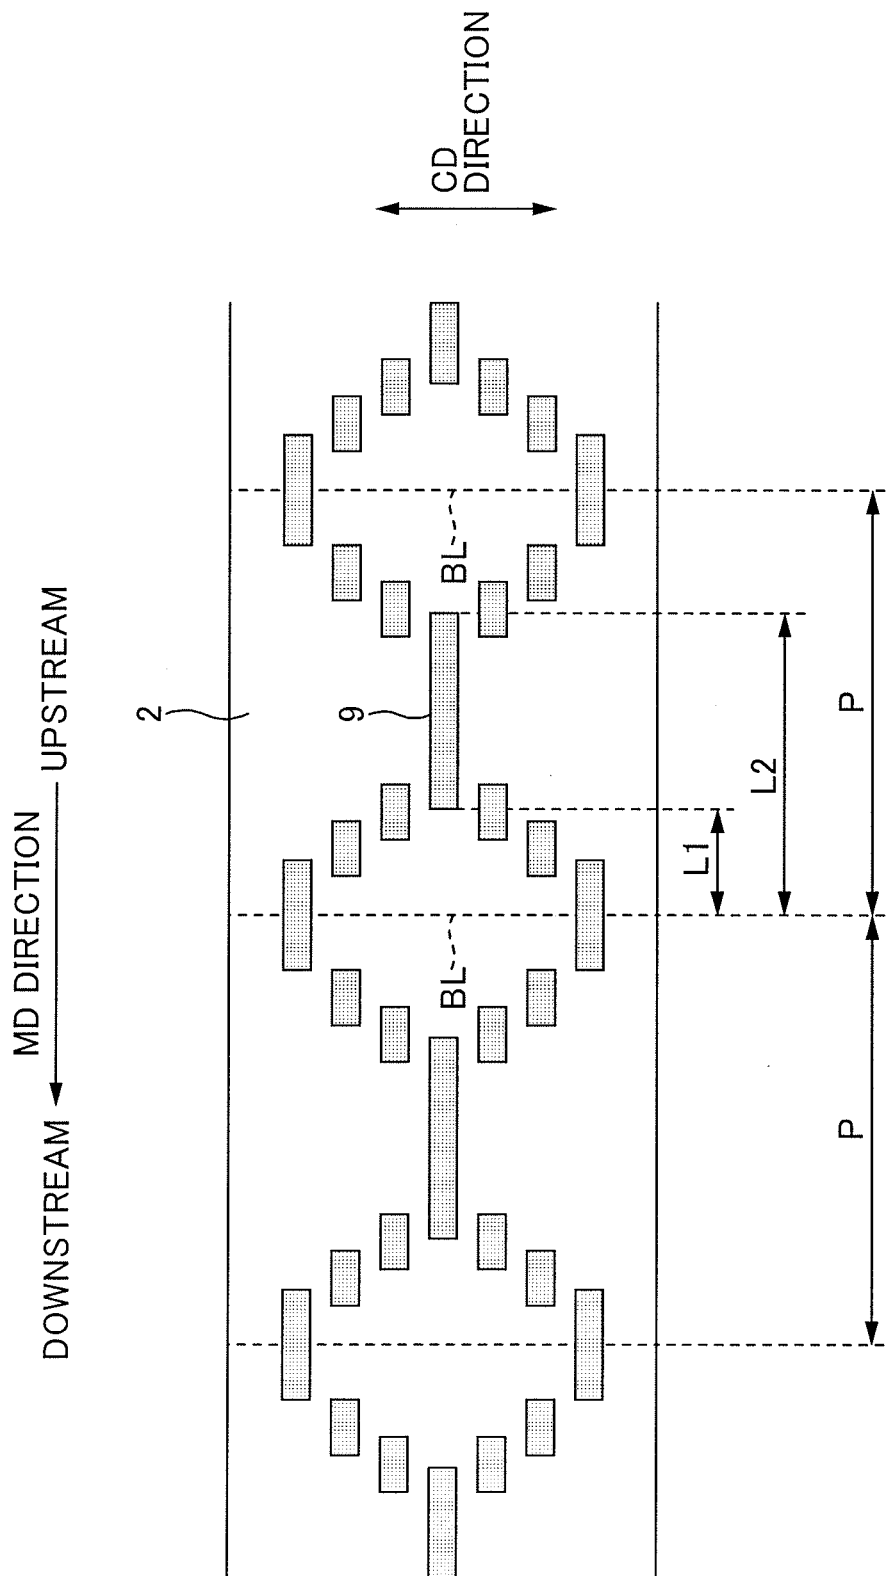 DOWNSTREAM
MD DIRECTION
UPSTREAM
CD
DIRECTION
2
9
BL
BL
L1
L2
P
P